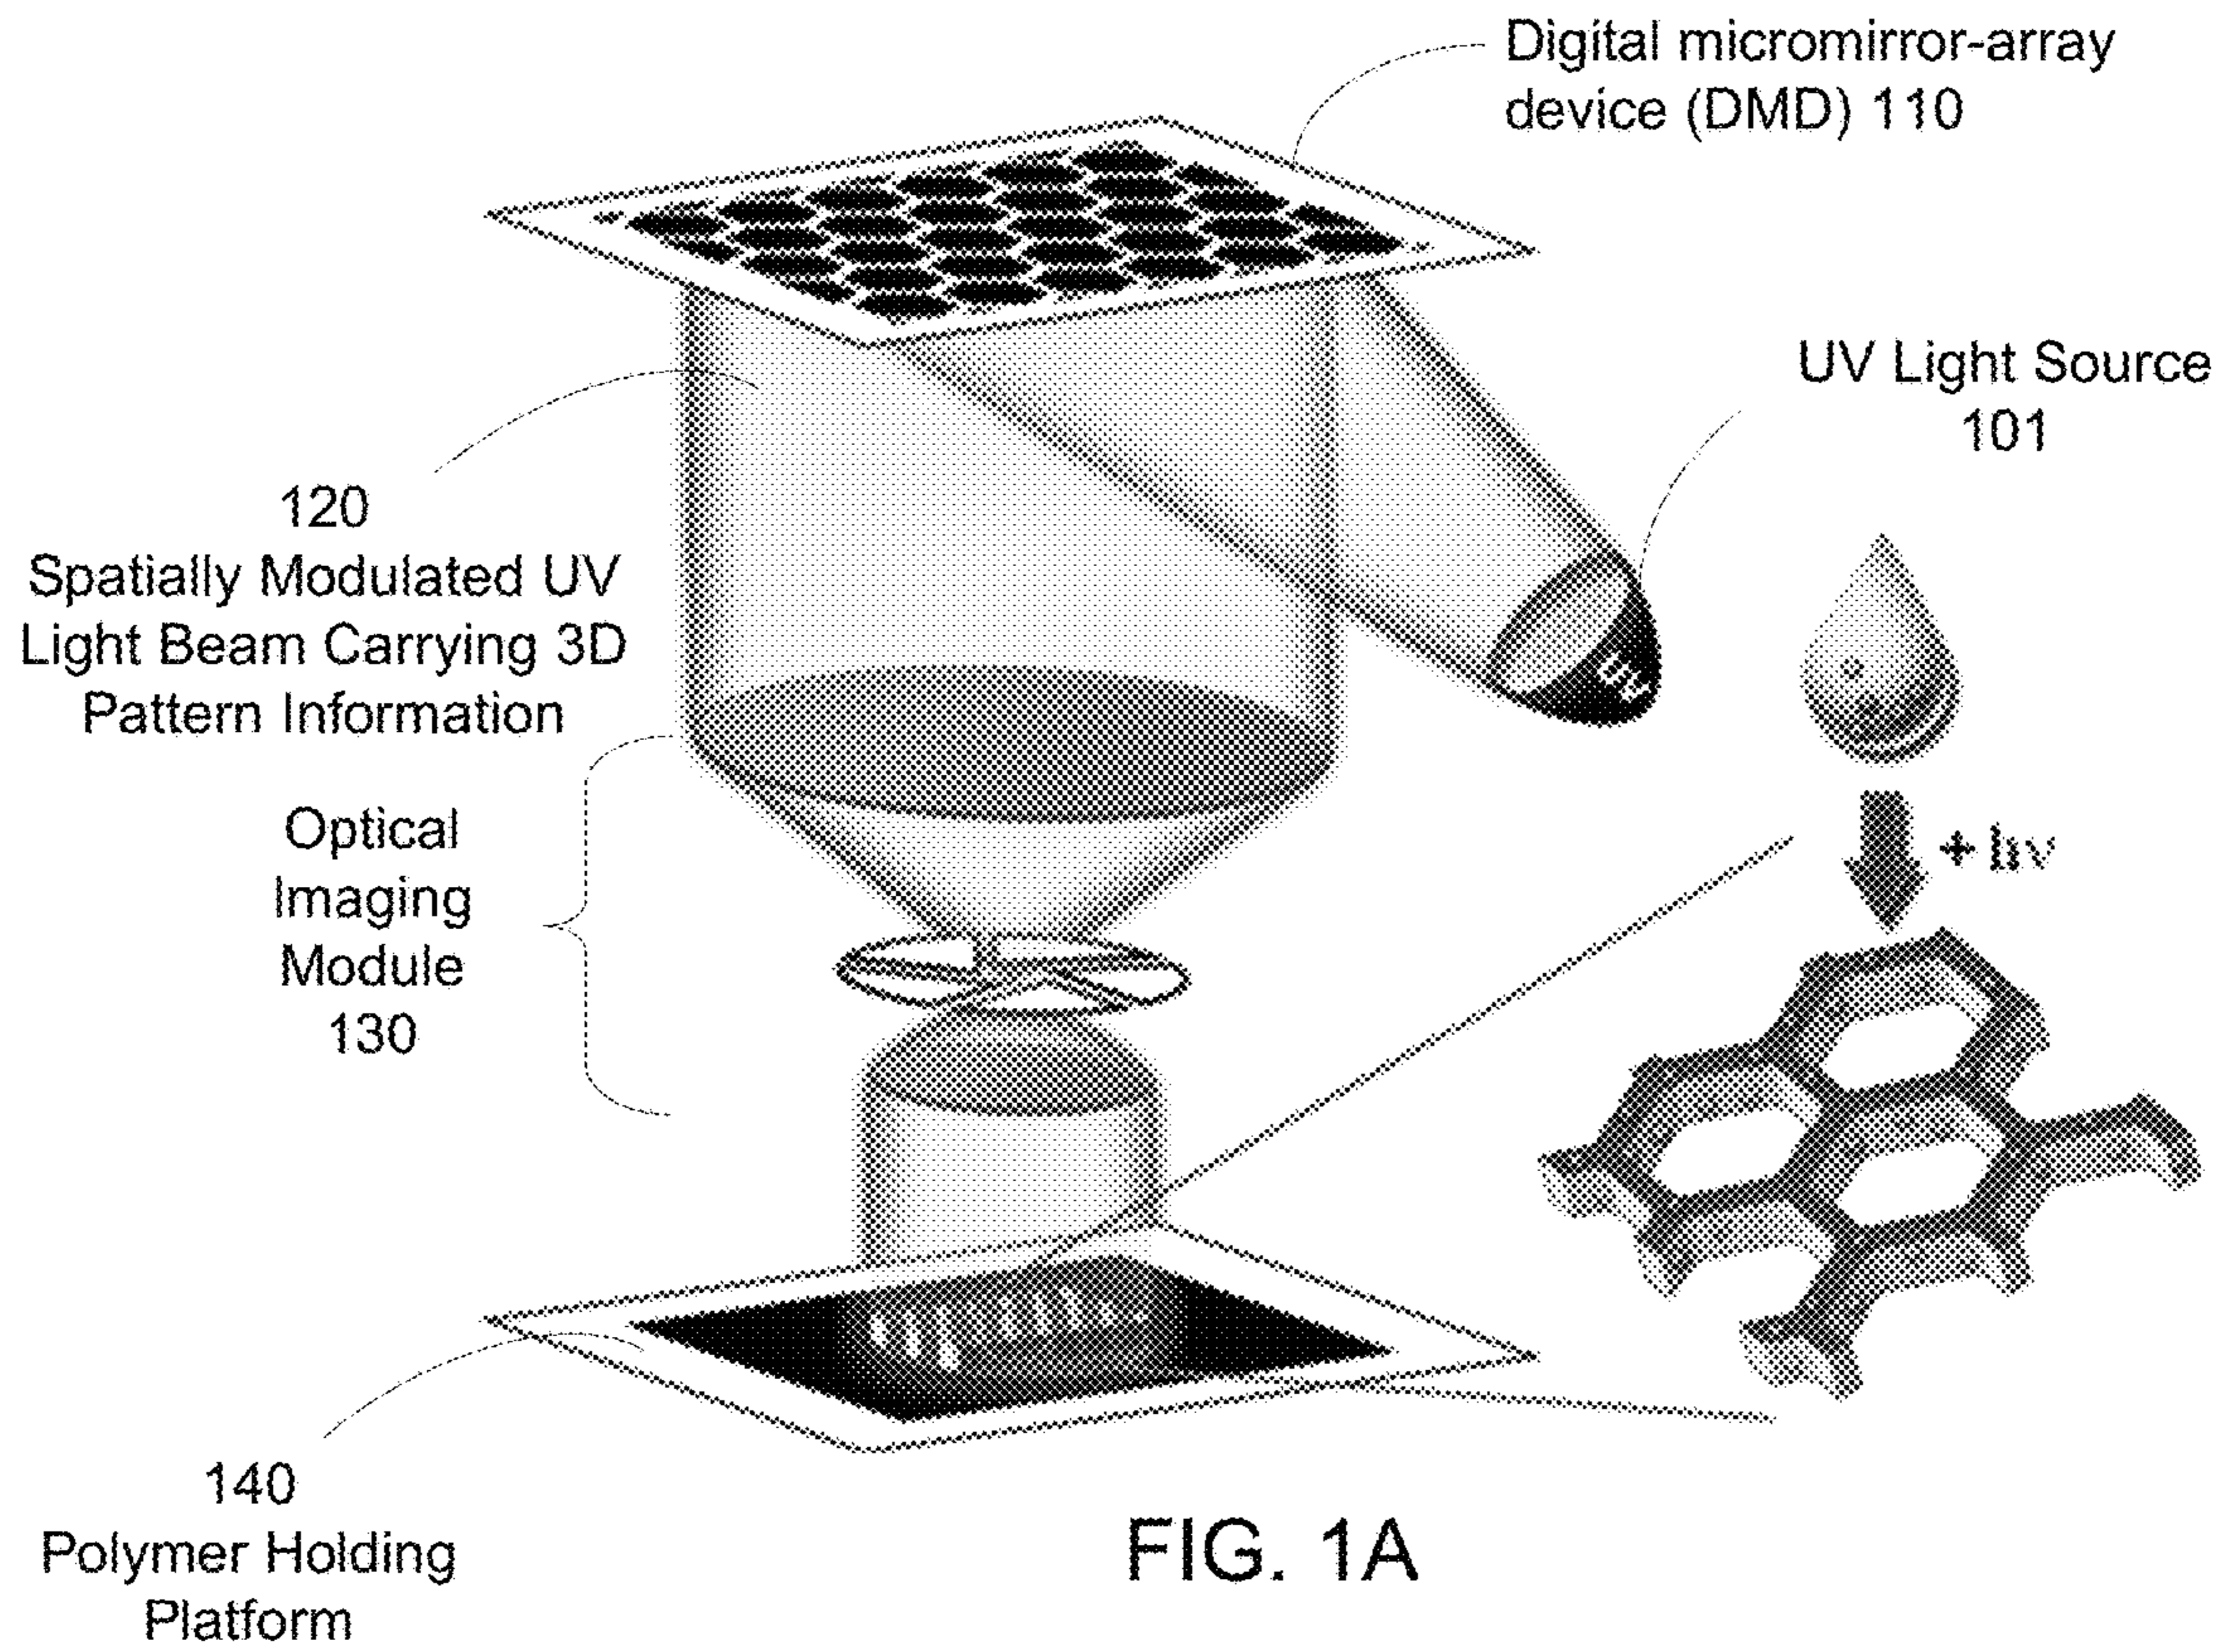 Digital micromirror-array
device (DMD) 110
UV Light Source
101
120
Spatially Modulated UV
Light Beam Carrying 3D
Pattern Information
Optical
Imaging
Module
130
+ hν
140
Polymer Holding
Platform
FIG. 1A